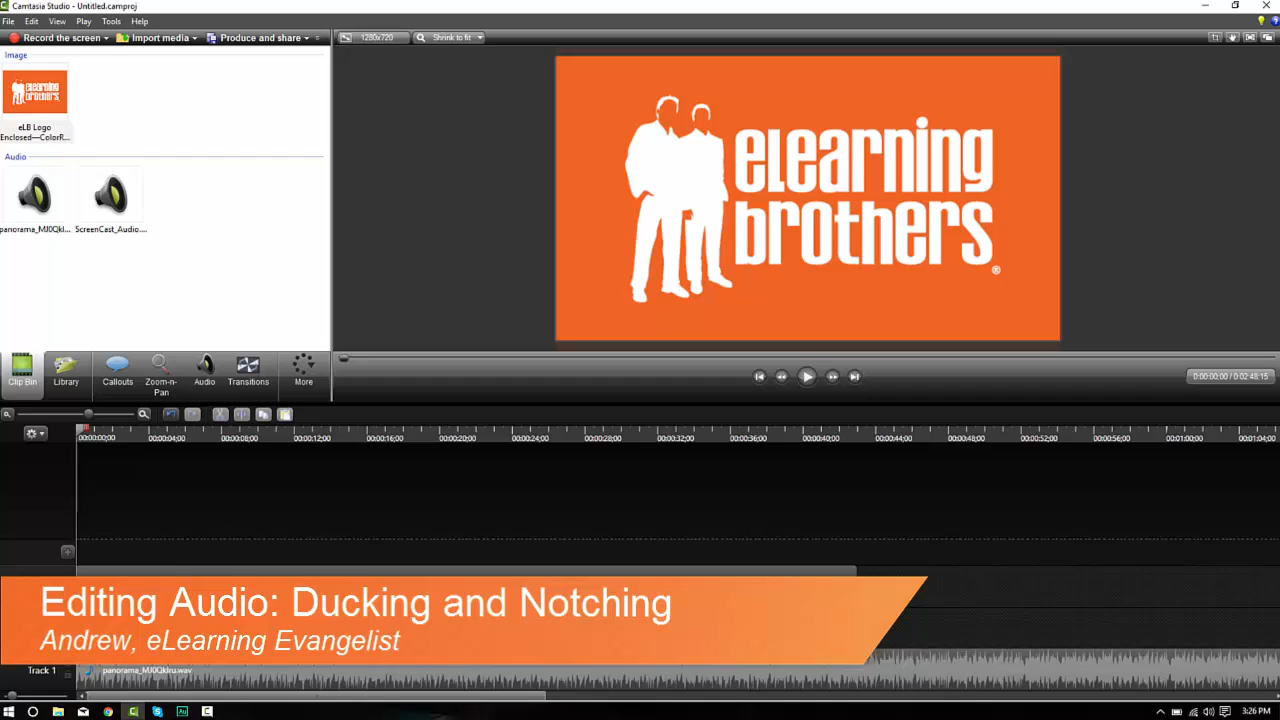 Camtasia Studio - Untitled.camproj
File Edit View Play Tools Help
Record the screen Import media Produce and share
1280x720 Shrink to fit
Image
elearning
brothers
eLB Logo
Enclosed—ColorR...
Audio
panorama_MJ0Qkl... ScreenCast_Audio....
elearning
brothers
®
Clip Bin Library Callouts Zoom-n-Pan Audio Transitions More
0:00:00:00 / 0:02:48:15
00:00:00;00 00:00:04;00 00:00:08;00 00:00:12;00 00:00:16;00 00:00:20;00 00:00:24;00 00:00:28;00 00:00:32;00 00:00:36;00 00:00:40;00 00:00:44;00 00:00:48;00 00:00:52;00 00:00:56;00 00:01:00;00 00:01:04;00
Editing Audio: Ducking and Notching
Andrew, eLearning Evangelist
Track 1 panorama_MJ0Qklru.wav
Au 3:26 PM